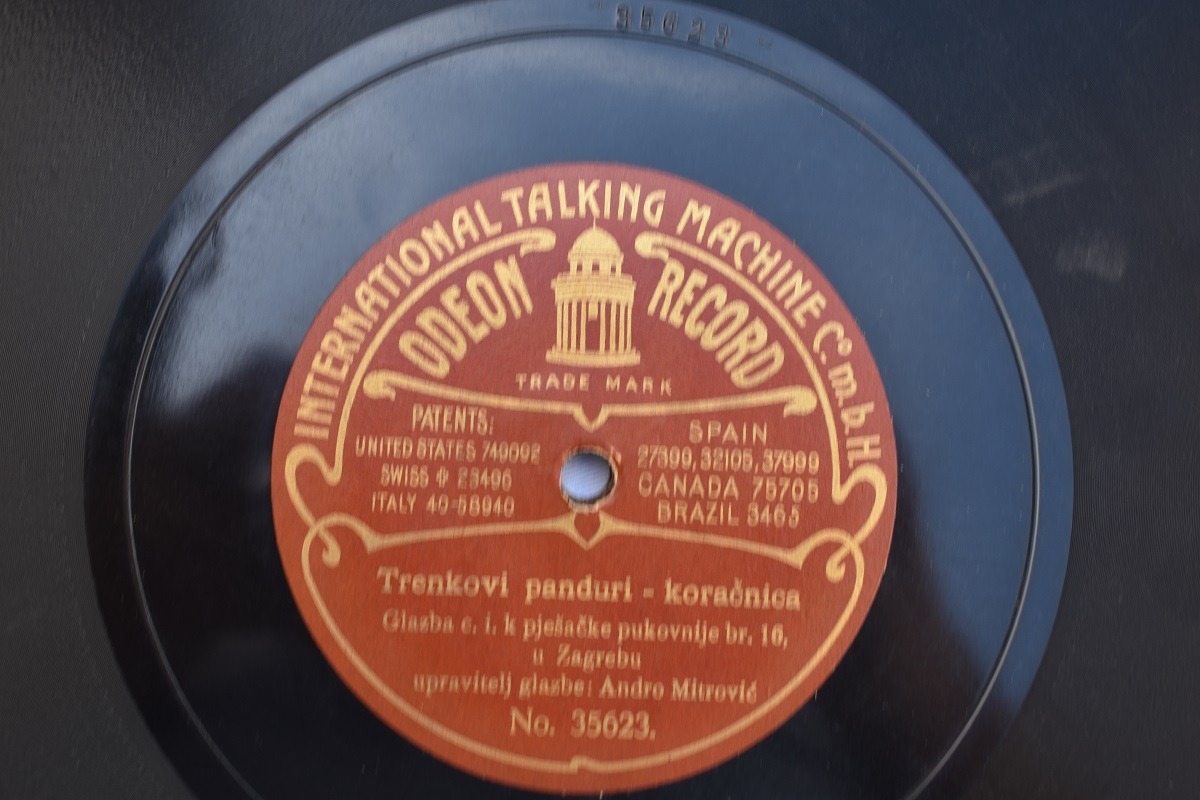 35623
INTERNATIONAL TALKING MACHINE Co. m.b.H.
ODEON RECORD
TRADE MARK
PATENTS:
UNITED STATES 749092
SWISS + 23496
ITALY 40-58940
SPAIN
27399, 32105, 37999
CANADA 75705
BRAZIL 3465
Trenkovi panduri - koračnica
Glazba c. i. k pješačke pukovnije br. 16,
u Zagrebu
upravitelj glazbe: Andro Mitrović
No. 35623.